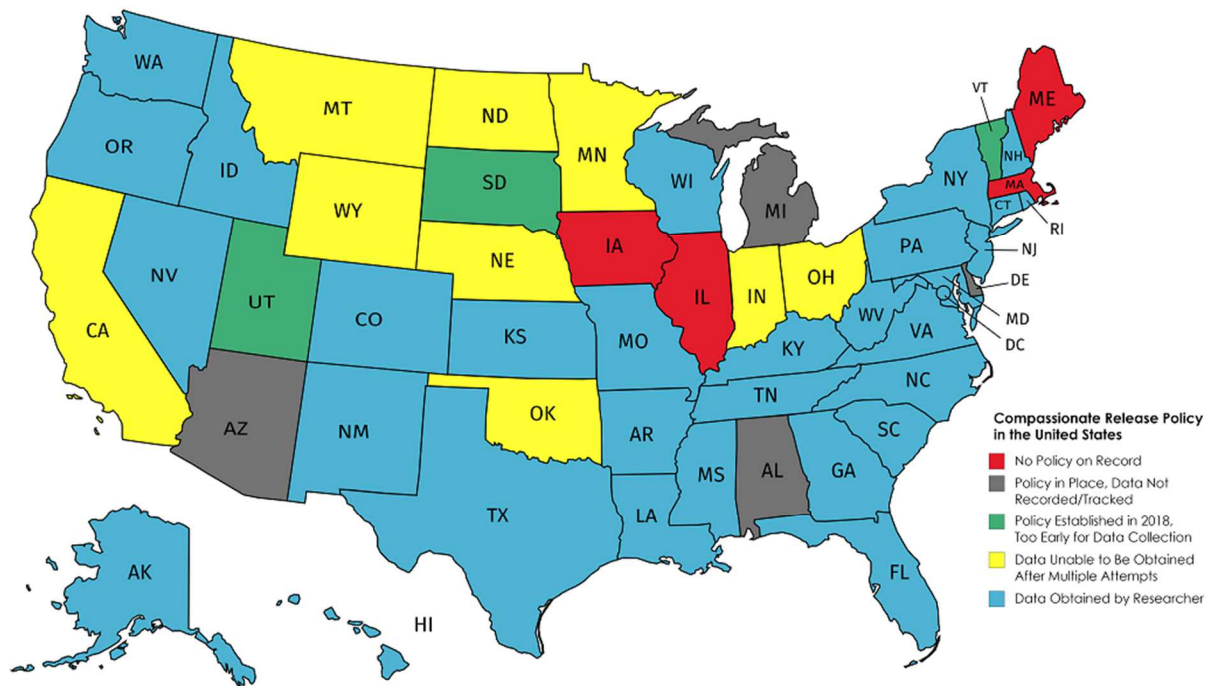 WA
MT
ND
MN
VT
ME
OR
ID
SD
WI
NY
NH
MA
CT
RI
WY
MI
IA
NE
PA
NJ
NV
UT
CA
CO
IL
IN
OH
DE
KS
MO
WV
VA
MD
DC
KY
NC
TN
OK
AZ
NM
AR
SC
MS
AL
GA
TX
LA
FL
AK
HI
Compassionate Release Policy
in the United States
No Policy on Record
Policy in Place, Data Not
Recorded/Tracked
Policy Established in 2018,
Too Early for Data Collection
Data Unable to Be Obtained
After Multiple Attempts
Data Obtained by Researcher